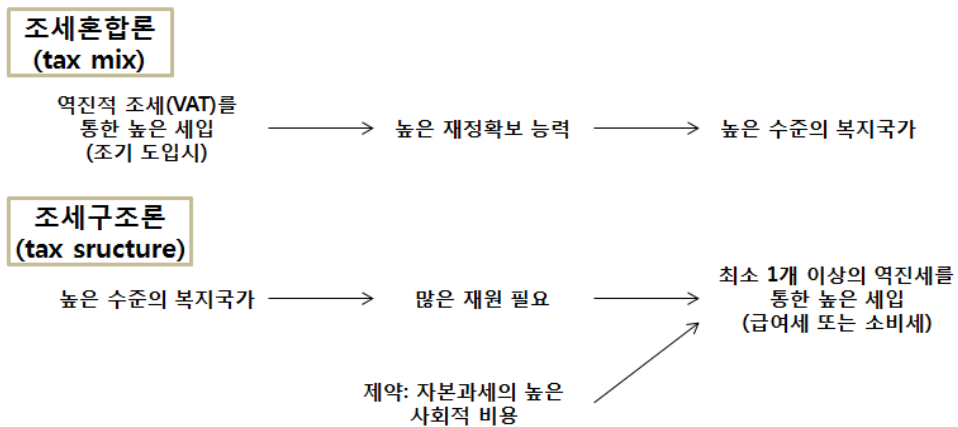 조세혼합론
(tax mix)
역진적 조세(VAT)를
통한 높은 세입
(조기 도입시)
높은 재정확보 능력
높은 수준의 복지국가
조세구조론
(tax sructure)
높은 수준의 복지국가
많은 재원 필요
최소 1개 이상의 역진세를
통한 높은 세입
(급여세 또는 소비세)
제약: 자본과세의 높은
사회적 비용